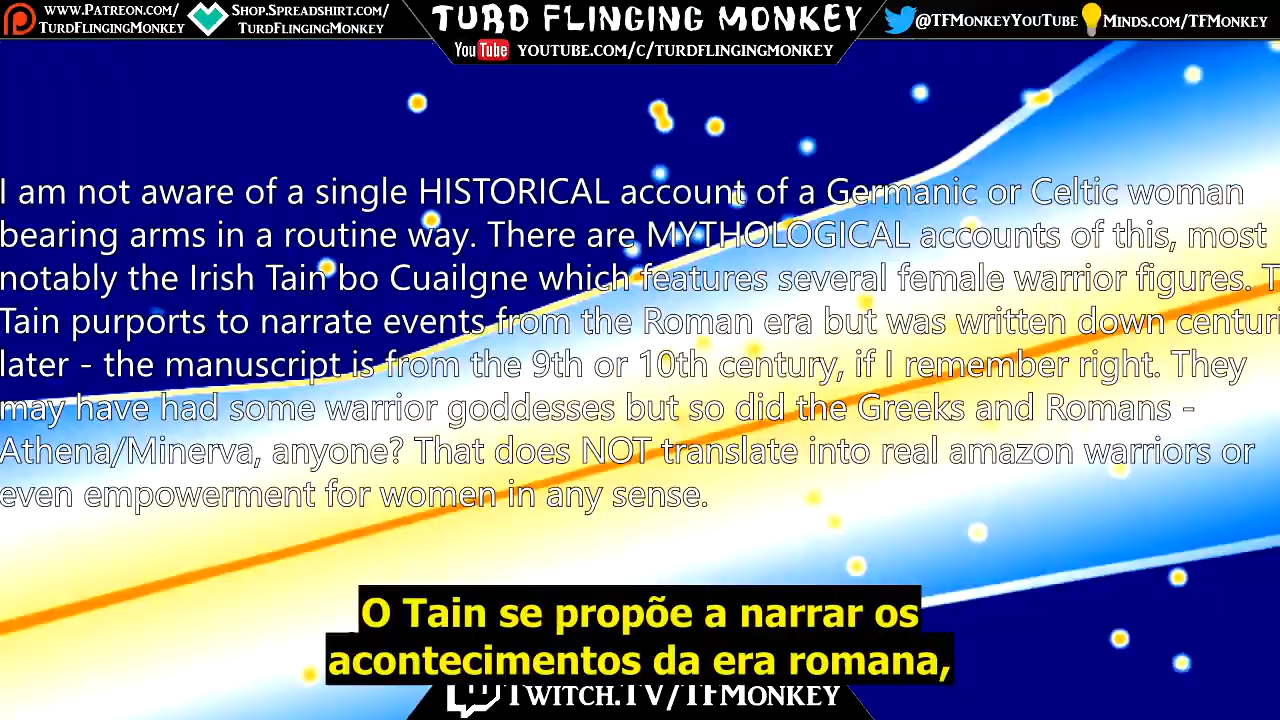 www.Patreon.com/
TurdFlingingMonkey
Shop.Spreadshirt.com/
TurdFlingingMonkey
TURD FLINGING MONKEY
YouTube youtube.com/c/turdflingingmonkey
@TFMonkeyYouTube
Minds.com/TFMonkey
I am not aware of a single HISTORICAL account of a Germanic or Celtic woman
bearing arms in a routine way. There are MYTHOLOGICAL accounts of this, most
notably the Irish Tain bo Cuailgne which features several female warrior figures. T
Tain purports to narrate events from the Roman era but was written down centuri
later - the manuscript is from the 9th or 10th century, if I remember right. They
may have had some warrior goddesses but so did the Greeks and Romans -
Athena/Minerva, anyone? That does NOT translate into real amazon warriors or
even empowerment for women in any sense.
O Tain se propõe a narrar os
acontecimentos da era romana,
Twitch.TV/TFMonkey